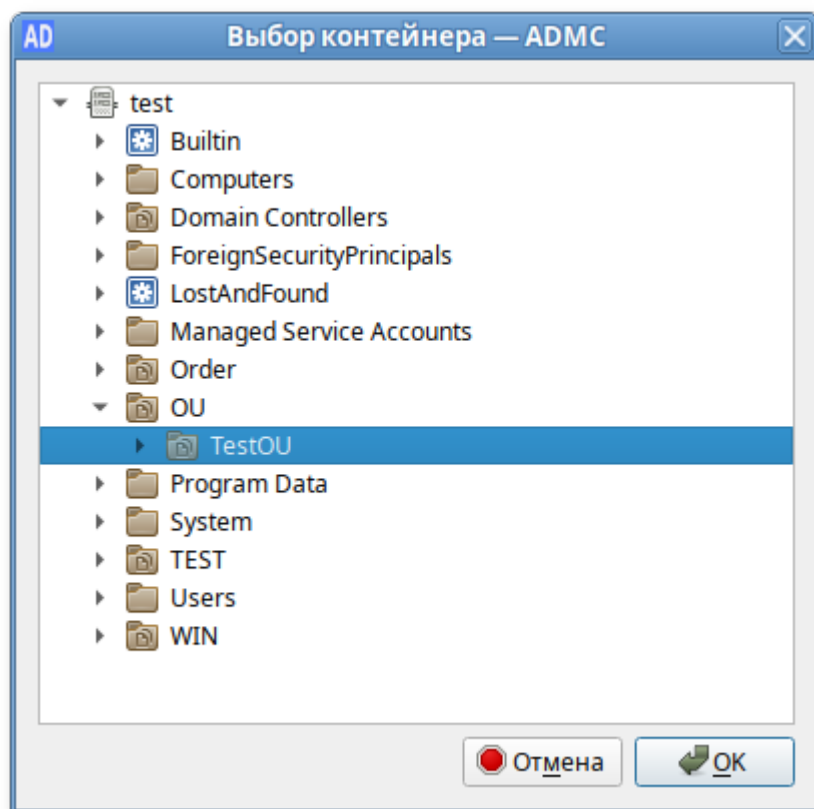 AD Выбор контейнера — ADMC
test
Builtin
Computers
Domain Controllers
ForeignSecurityPrincipals
LostAndFound
Managed Service Accounts
Order
OU
TestOU
Program Data
System
TEST
Users
WIN
Отмена OK